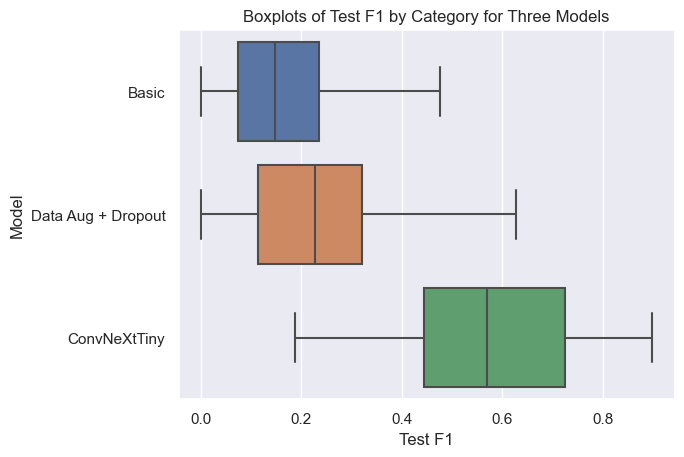 Boxplots of Test F1 by Category for Three Models
Model
Basic
Data Aug + Dropout
ConvNeXtTiny
0.0 0.2 0.4 0.6 0.8
Test F1